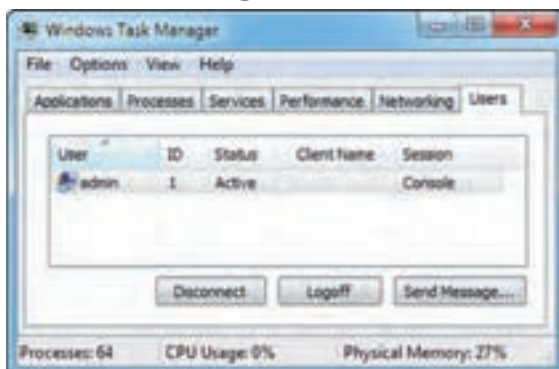 Windows Task Manager
File Options View Help
Applications Processes Services Performance Networking Users
User ID Status Client Name Session
admin 1 Active Console
Disconnect Logoff Send Message...
Processes: 64 CPU Usage: 0% Physical Memory: 27%